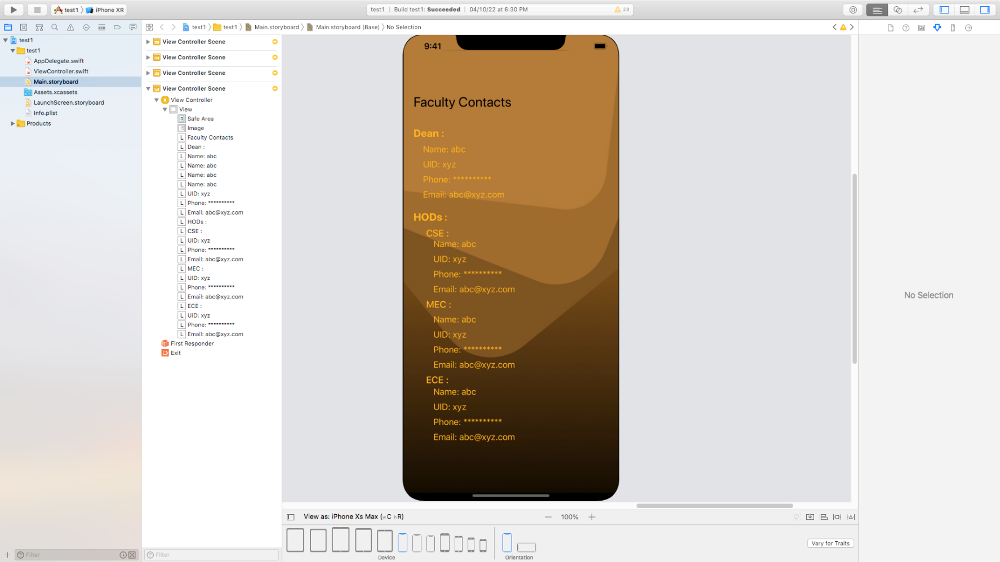 test1 iPhone XR
test1 | Build test1: Succeeded | 04/10/22 at 6:30 PM
23
test1 test1 Main.storyboard Main.storyboard (Base) No Selection
test1
test1
AppDelegate.swift
ViewController.swift
Main.storyboard
Assets.xcassets
LaunchScreen.storyboard
Info.plist
Products
Filter
View Controller Scene
View Controller Scene
View Controller Scene
View Controller Scene
View Controller
View
Safe Area
Image
L Faculty Contacts
L Dean :
L Name: abc
L Name: abc
L Name: abc
L Name: abc
L UID: xyz
L Phone: **********
L Email: abc@xyz.com
L HODs :
L CSE :
L UID: xyz
L Phone: **********
L Email: abc@xyz.com
L MEC :
L UID: xyz
L Phone: **********
L Email: abc@xyz.com
L ECE :
L UID: xyz
L Phone: **********
L Email: abc@xyz.com
First Responder
Exit
Filter
9:41
Faculty Contacts
Dean :
Name: abc
UID: xyz
Phone: **********
Email: abc@xyz.com
HODs :
CSE :
Name: abc
UID: xyz
Phone: **********
Email: abc@xyz.com
MEC :
Name: abc
UID: xyz
Phone: **********
Email: abc@xyz.com
ECE :
Name: abc
UID: xyz
Phone: **********
Email: abc@xyz.com
View as: iPhone Xs Max (wC hR)
100%
Device
Orientation
Vary for Traits
No Selection